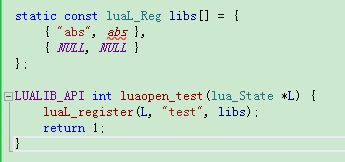 static const luaL_Reg libs[] = {
{ "abs", abs },
{ NULL, NULL }
};
LUALIB_API int luaopen_test(lua_State *L) {
luaL_register(L, "test", libs);
return 1;
}